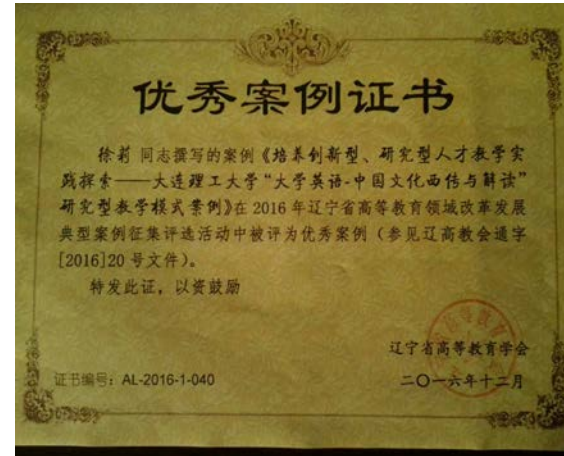 优秀案例证书
徐莉 同志撰写的案例《培养创新型、研究型人才教学实
践探索——大连理工大学“大学英语-中国文化西传与解读”
研究型教学模式案例》在 2016 年辽宁省高等教育领域改革发展
典型案例征集评选活动中被评为优秀案例（参见辽高教会通字
[2016]20 号文件）。
特发此证，以资鼓励
辽宁省高等教育学会
证书编号：AL-2016-1-040
二〇一六年十二月